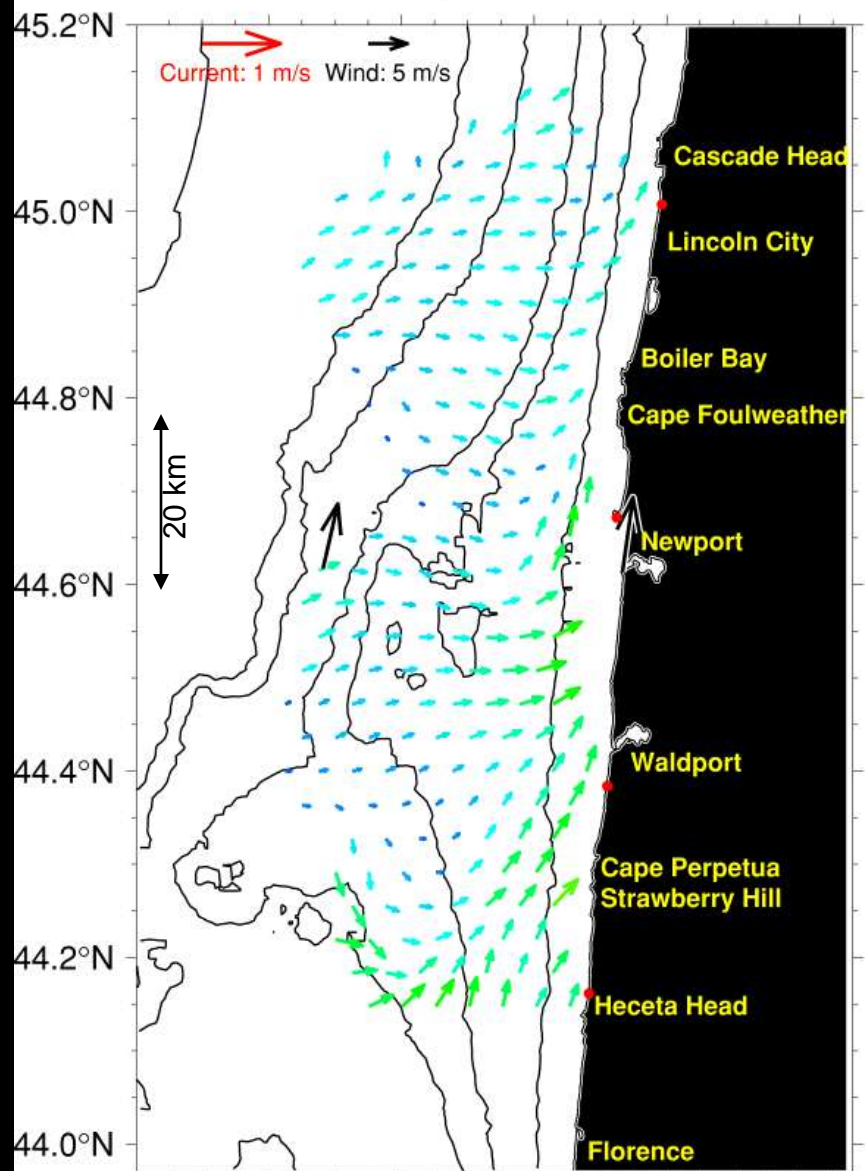 45.2°N
Current: 1 m/s Wind: 5 m/s
Cascade Head
45.0°N
Lincoln City
Boiler Bay
44.8°N
Cape Foulweather
20 km
Newport
44.6°N
Waldport
44.4°N
Cape Perpetua
Strawberry Hill
44.2°N
Heceta Head
44.0°N
Florence